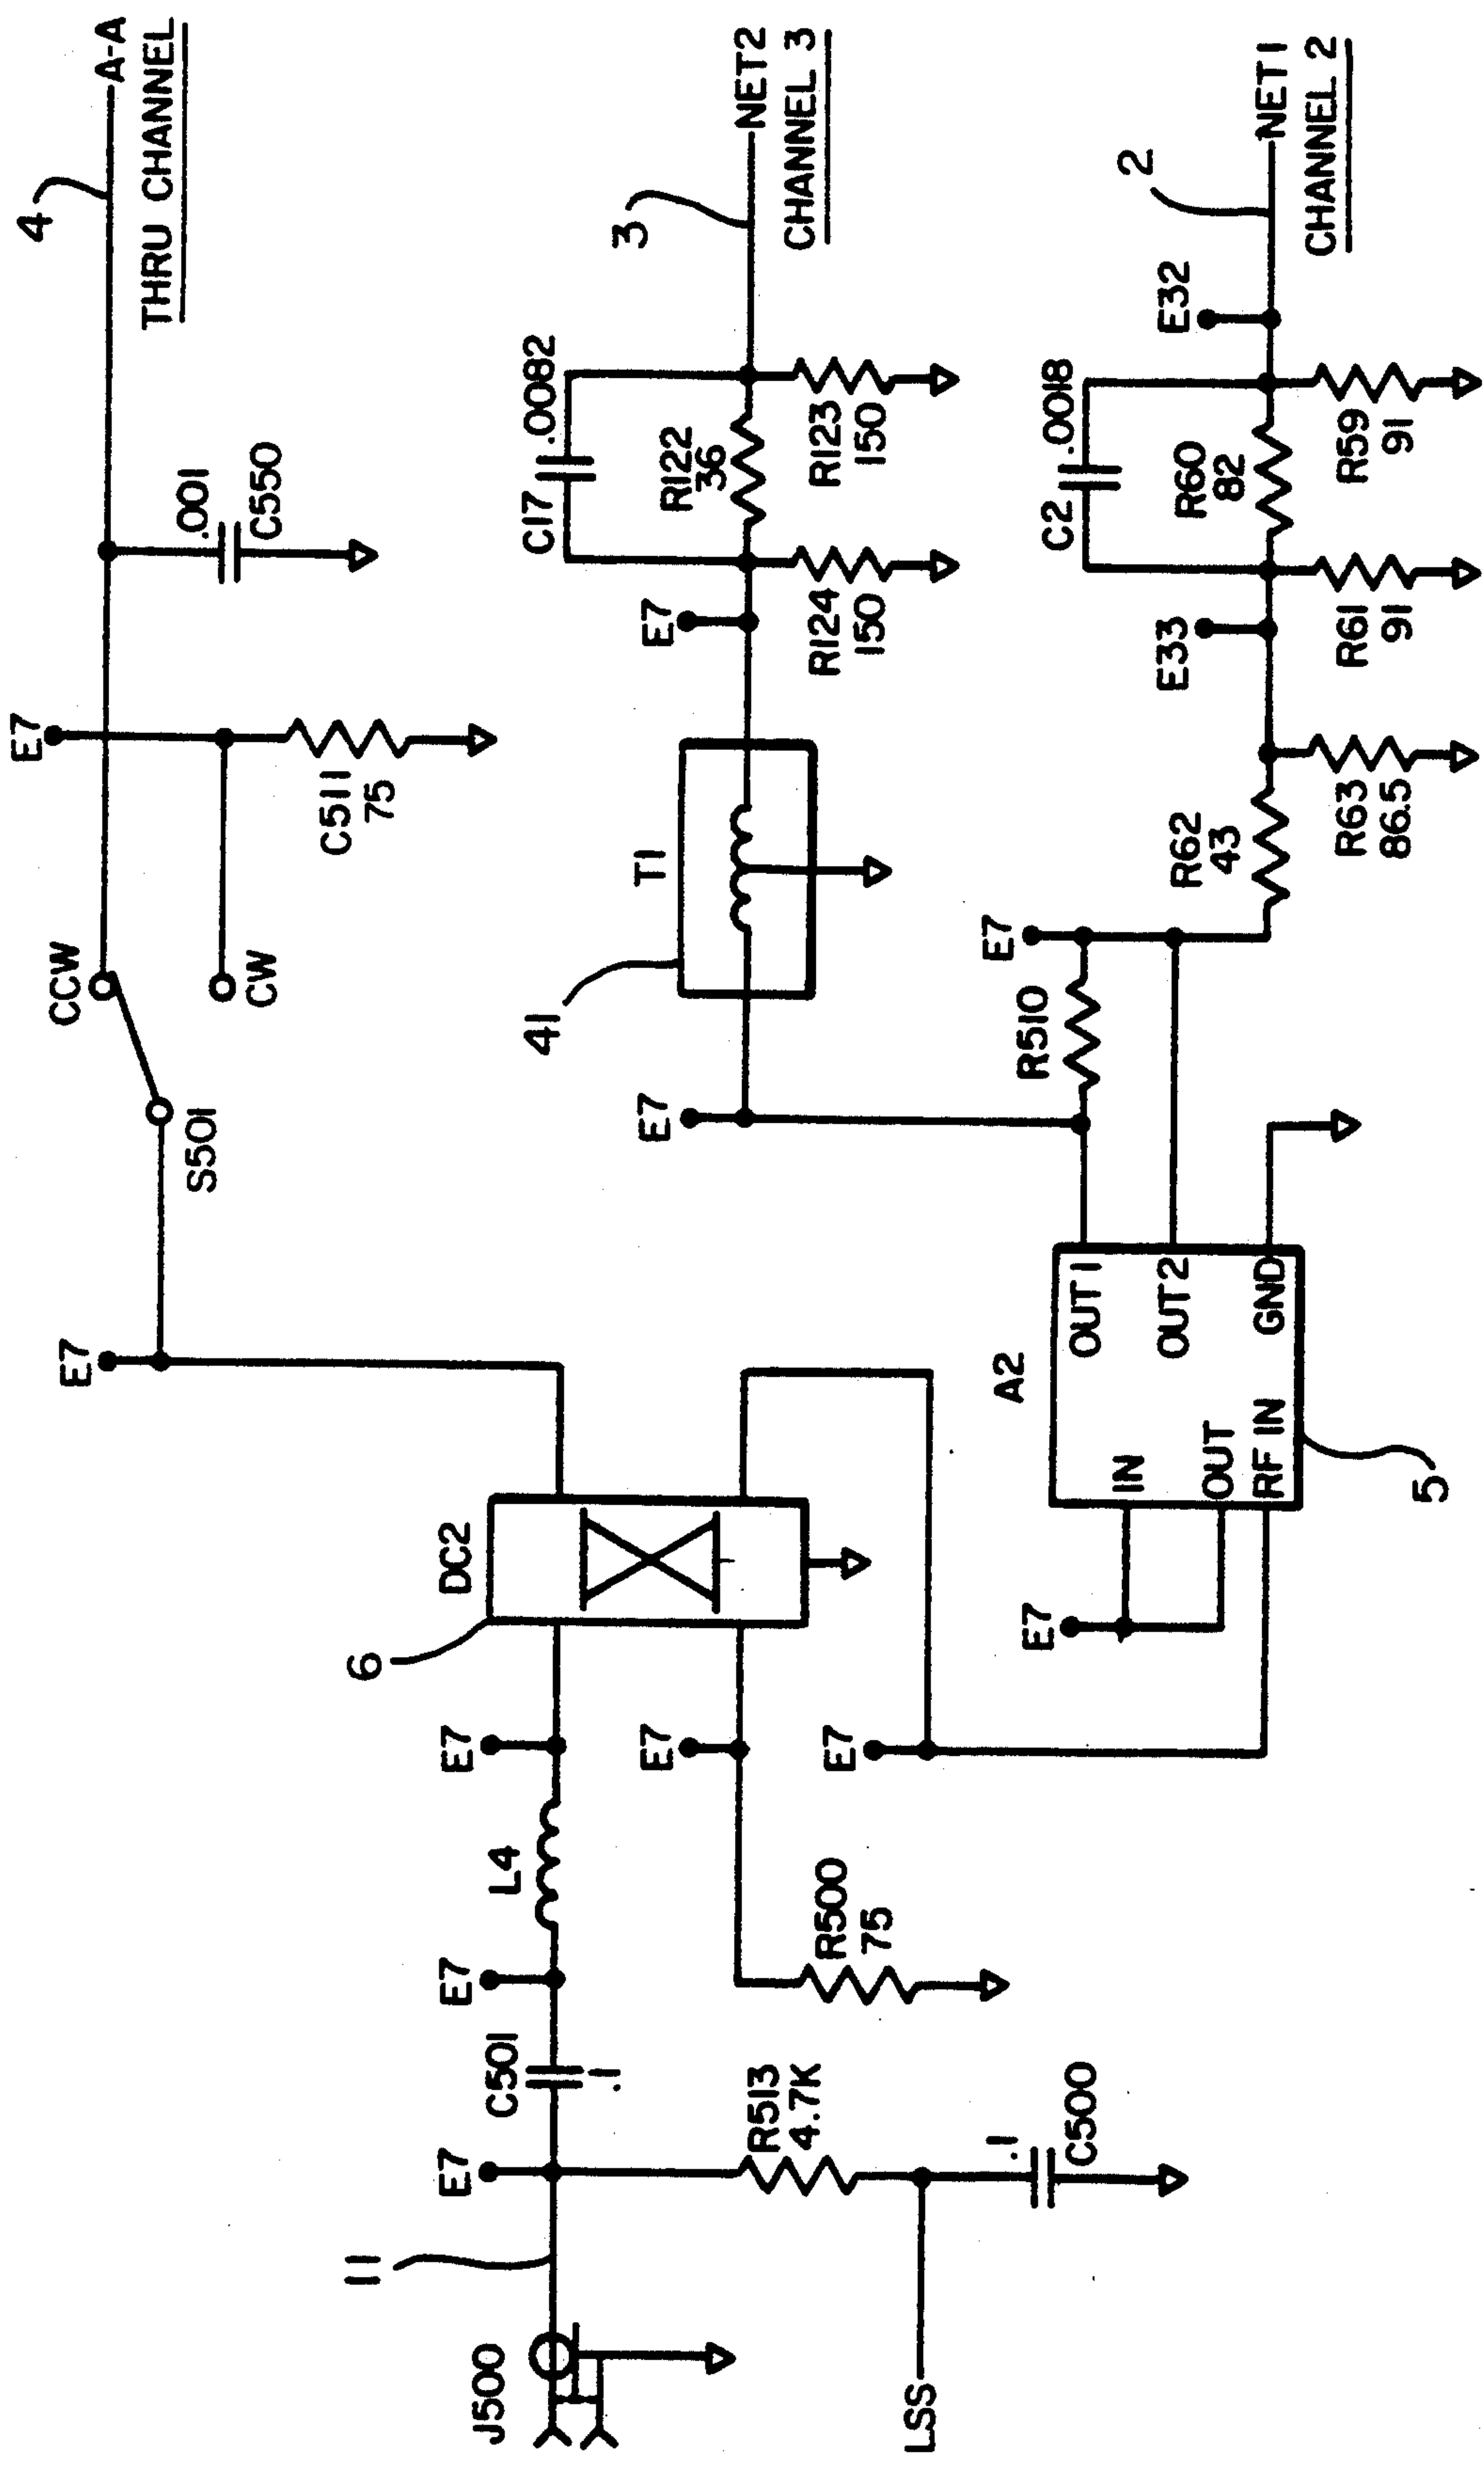 4
A-A
THRU CHANNEL
E7
.001
C550
CCW
CW
S501
C511
75
E7
3
NET2
CHANNEL 3
C17
.0082
R122
36
R123
150
E7
R124
150
T1
41
E7
2
NET1
CHANNEL 2
E32
C2
.0018
R60
82
R59
91
E33
R61
91
R62
43
R63
86.5
E7
R510
A2
OUT1
OUT2
GND
IN
OUT
RF IN
5
E7
DC2
6
E7
E7
E7
L4
E7
R500
75
C501
.1
E7
R513
4.7K
.1
C500
11
J500
LSS